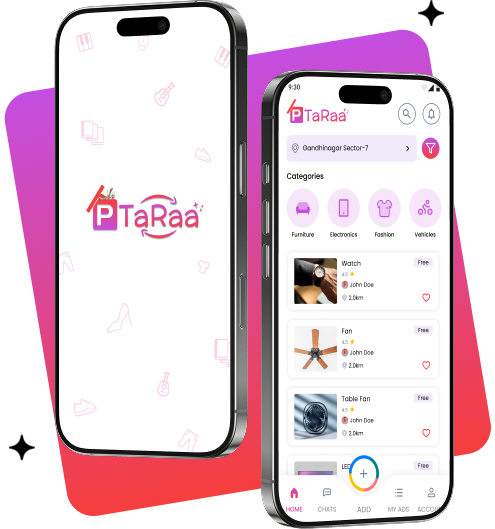 PTaRaa
9:30
PTaRaa
Gandhinagar Sector-7
Categories
Furniture
Electronics
Fashion
Vehicles
Watch
Free
4.5
John Doe
2.0km
Fan
Free
4.5
John Doe
2.0km
Table Fan
Free
4.5
John Doe
2.0km
LED
Free
HOME
CHATS
ADD
MY ADS
ACCOU